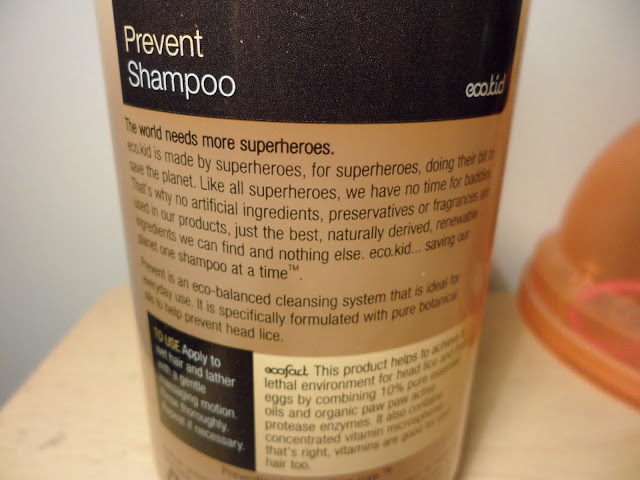 Prevent
Shampoo
eco.kid
The world needs more superheroes.
eco.kid is made by superheroes, for superheroes, doing their bit to
save the planet. Like all superheroes, we have no time for baddies.
That's why no artificial ingredients, preservatives or fragrances are
used in our products, just the best, naturally derived, renewable
ingredients we can find and nothing else. eco.kid... saving our
planet one shampoo at a time™.
Prevent is an eco-balanced cleansing system that is ideal for
everyday use. It is specifically formulated with pure botanical
oils to help prevent head lice.
TO USE Apply to
wet hair and lather
with a gentle
massaging motion.
Rinse thoroughly.
Repeat if necessary.
ecofact This product helps to achieve a
lethal environment for head lice and
eggs by combining 10% pure essential
oils and organic paw paw active
protease enzymes. It also contains
concentrated vitamin microspheres
that's right, vitamins are good for
hair too.